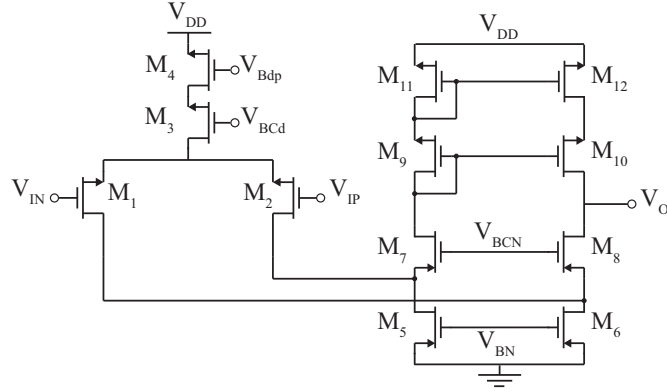 V_DD
V_DD
M_4
V_Bdp
M_11
M_12
M_3
V_BCd
M_9
M_10
V_IN
M_1
M_2
V_IP
V_O
M_7
V_BCN
M_8
M_5
V_BN
M_6